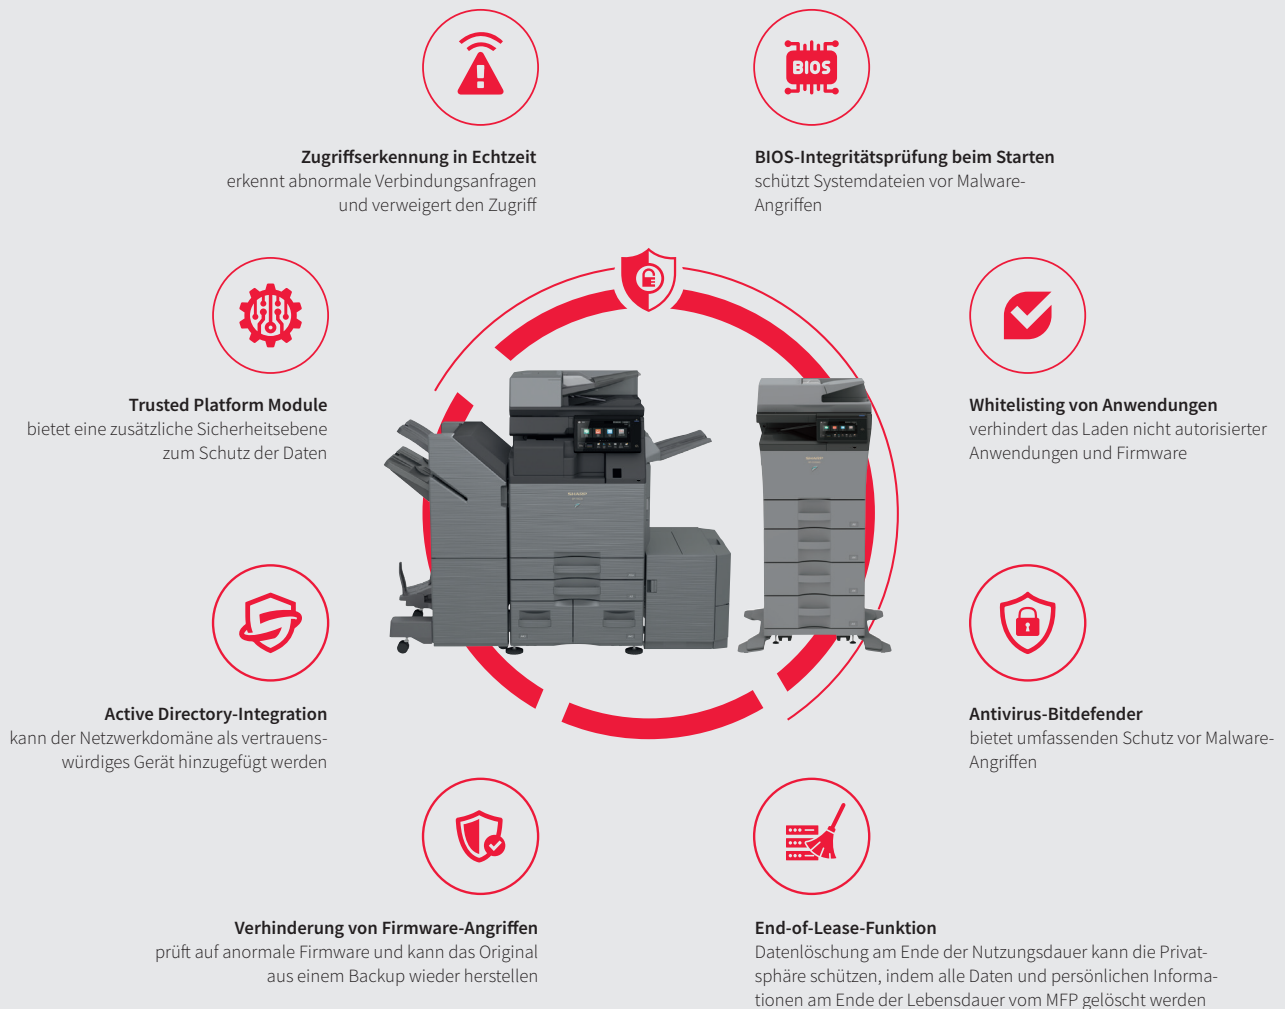 BIOS
Zugriffserkennung in Echtzeit
erkennt abnormale Verbindungsanfragen
und verweigert den Zugriff
BIOS-Integritätsprüfung beim Starten
schützt Systemdateien vor Malware-
Angriffen
Trusted Platform Module
bietet eine zusätzliche Sicherheitsebene
zum Schutz der Daten
Whitelisting von Anwendungen
verhindert das Laden nicht autorisierter
Anwendungen und Firmware
SHARP
Active Directory-Integration
kann der Netzwerkdomäne als vertrauens-
würdiges Gerät hinzugefügt werden
Antivirus-Bitdefender
bietet umfassenden Schutz vor Malware-
Angriffen
Verhinderung von Firmware-Angriffen
prüft auf anormale Firmware und kann das Original
aus einem Backup wieder herstellen
End-of-Lease-Funktion
Datenlöschung am Ende der Nutzungsdauer kann die Privat-
sphäre schützen, indem alle Daten und persönlichen Informa-
tionen am Ende der Lebensdauer vom MFP gelöscht werden